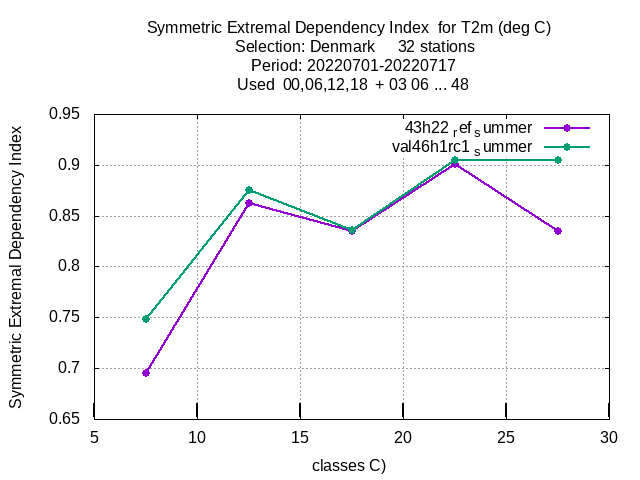 Symmetric Extremal Dependency Index  for T2m (deg C)
Selection: Denmark     32 stations
Period: 20220701-20220717
Used  00,06,12,18  + 03 06 ... 48
Symmetric Extremal Dependency Index
0.95
0.9
0.85
0.8
0.75
0.7
0.65
43h22 ref summer
val46h1rc1 summer
5 10 15 20 25 30
classes C)